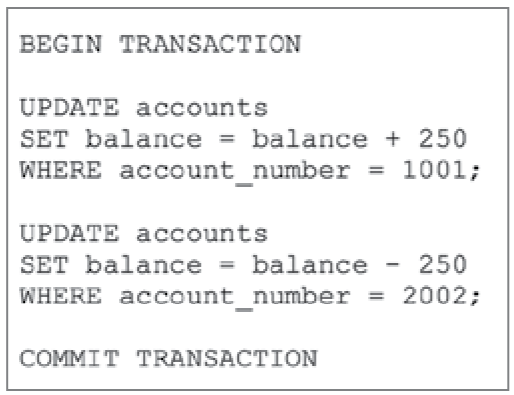 BEGIN TRANSACTION
UPDATE accounts
SET balance = balance + 250
WHERE account_number = 1001;
UPDATE accounts
SET balance = balance - 250
WHERE account_number = 2002;
COMMIT TRANSACTION